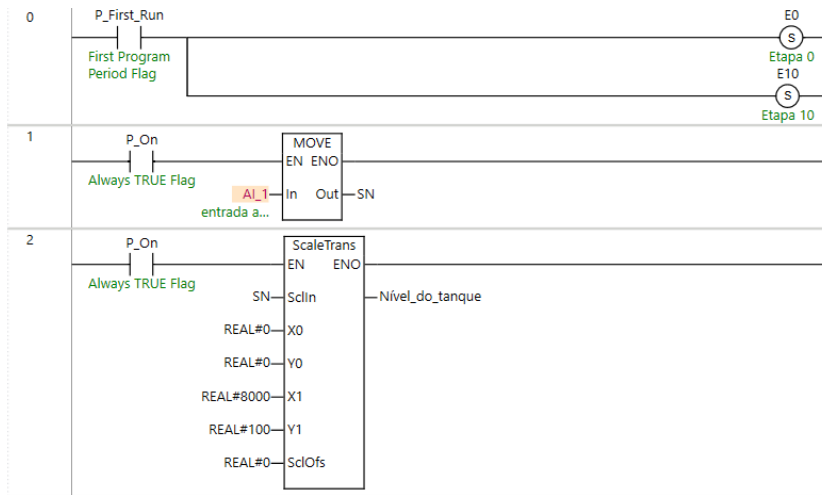 0
P_First_Run
E0
S
First Program
Period Flag
Etapa 0
E10
S
Etapa 10
1
P_On
MOVE
EN ENO
Always TRUE Flag
AI_1 In Out SN
entrada a...
2
P_On
ScaleTrans
EN ENO
Always TRUE Flag
SN SclIn Nível_do_tanque
REAL#0 X0
REAL#0 Y0
REAL#8000 X1
REAL#100 Y1
REAL#0 SclOfs